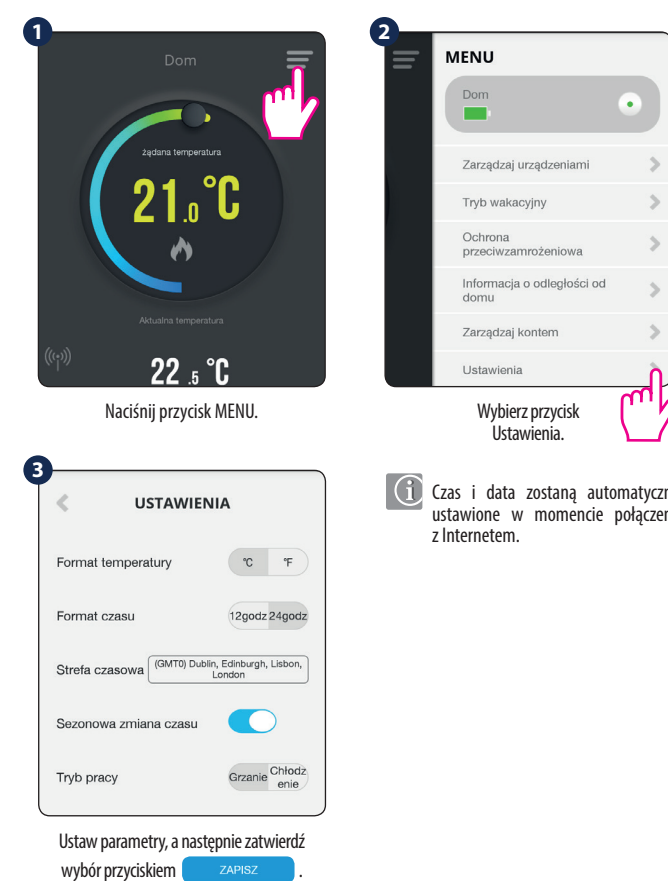 1
Dom
żądana temperatura
21.0°C
Aktualna temperatura
22.5°C
Naciśnij przycisk MENU.
2
MENU
Dom
Zarządzaj urządzeniami
Tryb wakacyjny
Ochrona
przeciwzamrożeniowa
Informacja o odległości od
domu
Zarządzaj kontem
Ustawienia
Wybierz przycisk
Ustawienia.
i
Czas i data zostaną
ustawione w momencie
z Internetem.
3
USTAWIENIA
Format temperatury
°C °F
Format czasu
12godz 24godz
Strefa czasowa
(GMT0) Dublin, Edinburgh, Lisbon,
London
Sezonowa zmiana czasu
Tryb pracy
Grzanie
Chłodz
enie
Ustaw parametry, a następnie zatwierdź
wybór przyciskiem ZAPISZ .